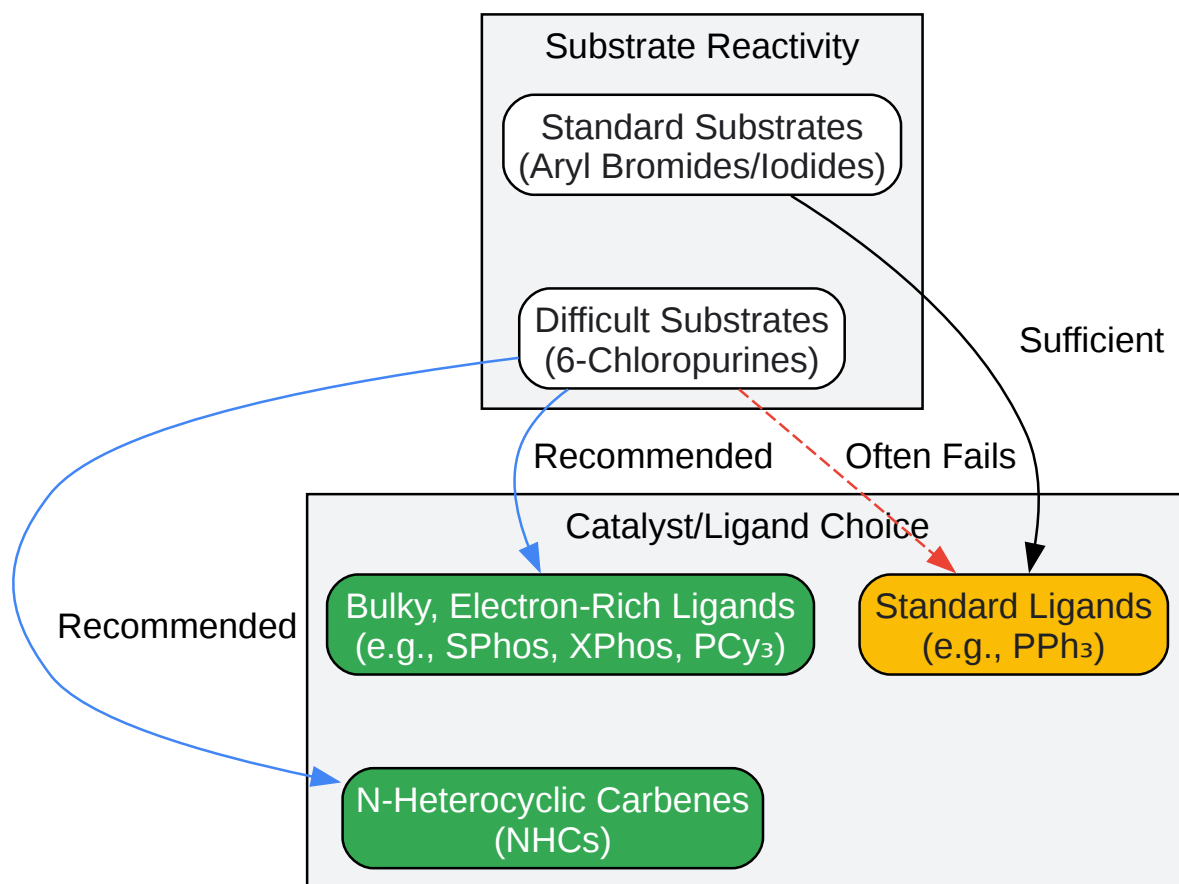 Substrate Reactivity
Standard Substrates
(Aryl Bromides/Iodides)
Difficult Substrates
(6-Chloropurines)
Sufficient
Recommended
Often Fails
Catalyst/Ligand Choice
Bulky, Electron-Rich Ligands
(e.g., SPhos, XPhos, PCy₃)
Standard Ligands
(e.g., PPh₃)
Recommended
N-Heterocyclic Carbenes
(NHCs)